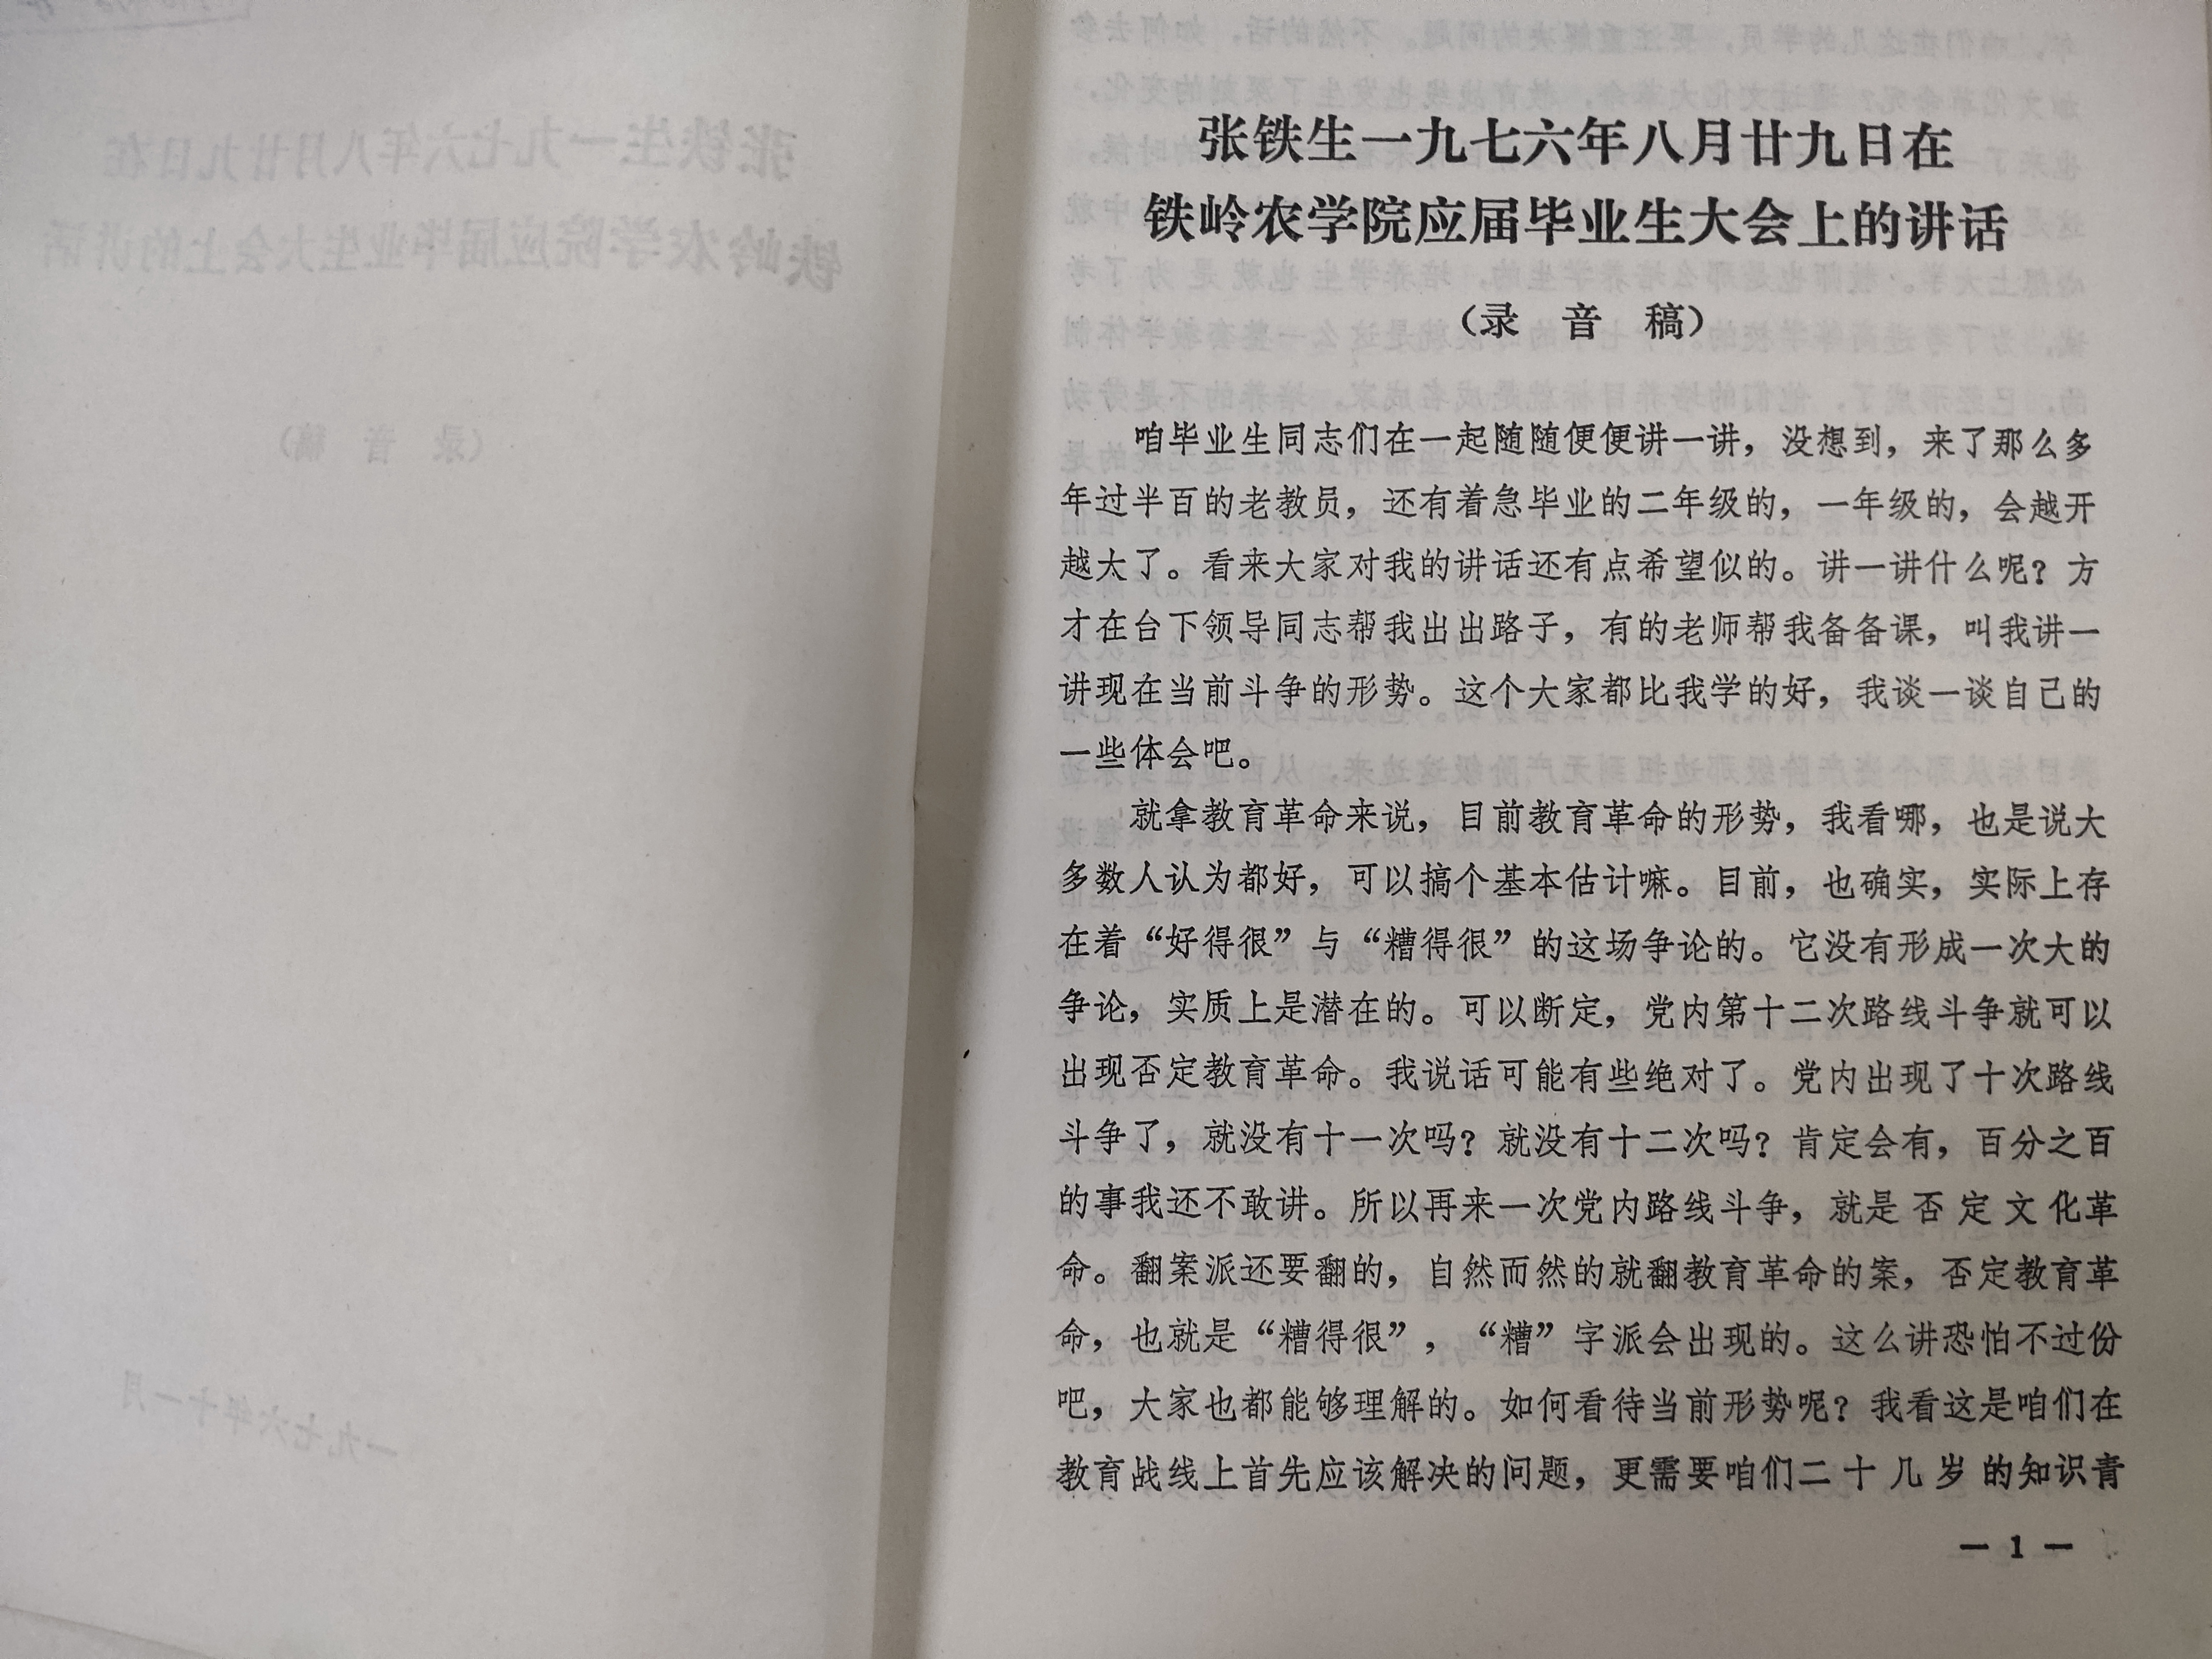 张铁生一九七六年八月廿九日在
铁岭农学院应届毕业生大会上的讲话
（录 音 稿）
一九七六年十一月
张铁生一九七六年八月廿九日在
铁岭农学院应届毕业生大会上的讲话
（录 音 稿）
咱毕业生同志们在一起随随便便讲一讲，没想到，来了那么多
年过半百的老教员，还有着急毕业的二年级的，一年级的，会越开
越大了。看来大家对我的讲话还有点希望似的。讲一讲什么呢？方
才在台下领导同志帮我出出路子，有的老师帮我备备课，叫我讲一
讲现在当前斗争的形势。这个大家都比我学的好，我谈一谈自己的
一些体会吧。
就拿教育革命来说，目前教育革命的形势，我看哪，也是说大
多数人认为都好，可以搞个基本估计嘛。目前，也确实，实际上存
在着“好得很”与“糟得很”的这场争论的。它没有形成一次大的
争论，实质上是潜在的。可以断定，党内第十二次路线斗争就可以
出现否定教育革命。我说话可能有些绝对了。党内出现了十次路线
斗争了，就没有十一次吗？就没有十二次吗？肯定会有，百分之百
的事我还不敢讲。所以再来一次党内路线斗争，就是否定文化革
命。翻案派还要翻的，自然而然的就翻教育革命的案，否定教育革
命，也就是“糟得很”，“糟”字派会出现的。这么讲恐怕不过份
吧，大家也都能够理解的。如何看待当前形势呢？我看这是咱们在
教育战线上首先应该解决的问题，更需要咱们二十几岁的知识青
— 1 —